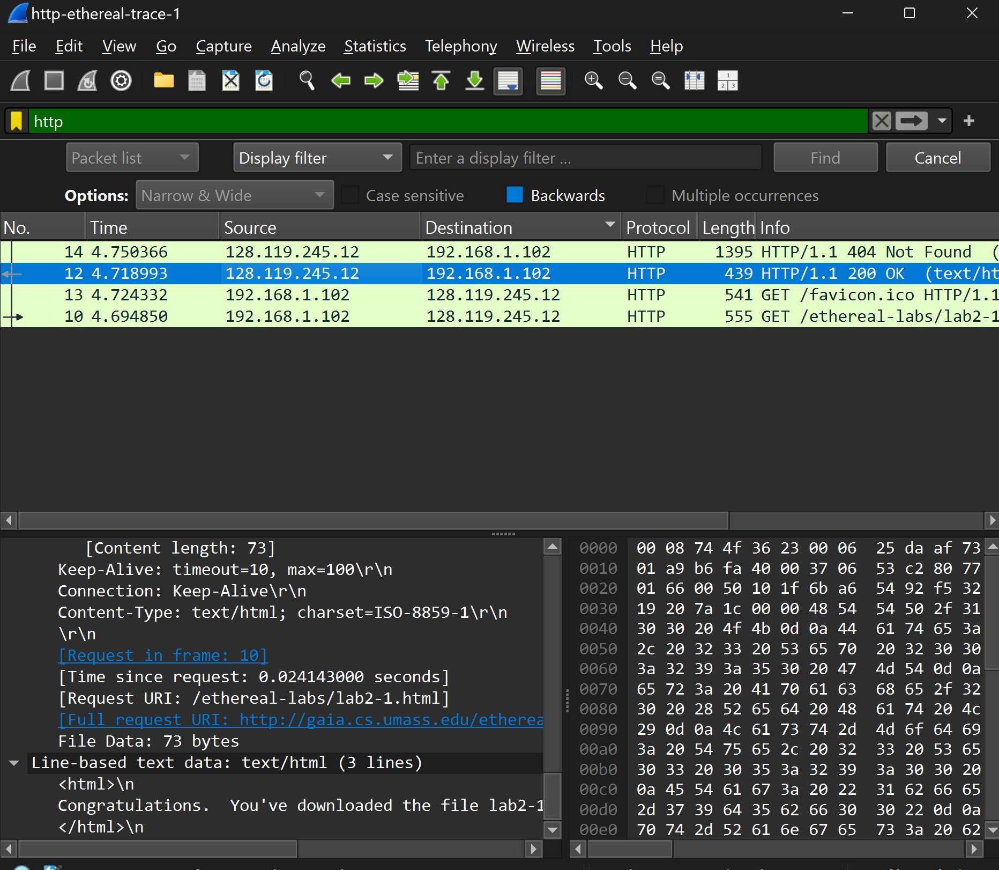 http-ethereal-trace-1
File Edit View Go Capture Analyze Statistics Telephony Wireless Tools Help
http
Packet list Display filter Enter a display filter ... Find Cancel
Options: Narrow & Wide Case sensitive Backwards Multiple occurrences
No. Time Source Destination Protocol Length Info
14 4.750366 128.119.245.12 192.168.1.102 HTTP 1395 HTTP/1.1 404 Not Found (
12 4.718993 128.119.245.12 192.168.1.102 HTTP 439 HTTP/1.1 200 OK (text/ht
13 4.724332 192.168.1.102 128.119.245.12 HTTP 541 GET /favicon.ico HTTP/1.1
10 4.694850 192.168.1.102 128.119.245.12 HTTP 555 GET /ethereal-labs/lab2-1
[Content length: 73]
Keep-Alive: timeout=10, max=100\r\n
Connection: Keep-Alive\r\n
Content-Type: text/html; charset=ISO-8859-1\r\n
\r\n
[Request in frame: 10]
[Time since request: 0.024143000 seconds]
[Request URI: /ethereal-labs/lab2-1.html]
[Full request URI: http://gaia.cs.umass.edu/etherea
File Data: 73 bytes
Line-based text data: text/html (3 lines)
<html>\n
Congratulations.  You've downloaded the file lab2-1
</html>\n
0000 00 08 74 4f 36 23 00 06 25 da af 73
0010 01 a9 b6 fa 40 00 37 06 53 c2 80 77
0020 01 66 00 50 10 1f 6b a6 54 92 f5 32
0030 19 20 7a 1c 00 00 48 54 54 50 2f 31
0040 30 30 20 4f 4b 0d 0a 44 61 74 65 3a
0050 2c 20 32 33 20 53 65 70 20 32 30 30
0060 3a 32 39 3a 35 30 20 47 4d 54 0d 0a
0070 65 72 3a 20 41 70 61 63 68 65 2f 32
0080 30 20 28 52 65 64 20 48 61 74 20 4c
0090 29 0d 0a 4c 61 73 74 2d 4d 6f 64 69
00a0 3a 20 54 75 65 2c 20 32 33 20 53 65
00b0 30 33 20 30 35 3a 32 39 3a 30 30 20
00c0 0a 45 54 61 67 3a 20 22 31 62 66 65
00d0 2d 37 39 64 35 62 66 30 30 22 0d 0a
00e0 70 74 2d 52 61 6e 67 65 73 3a 20 62